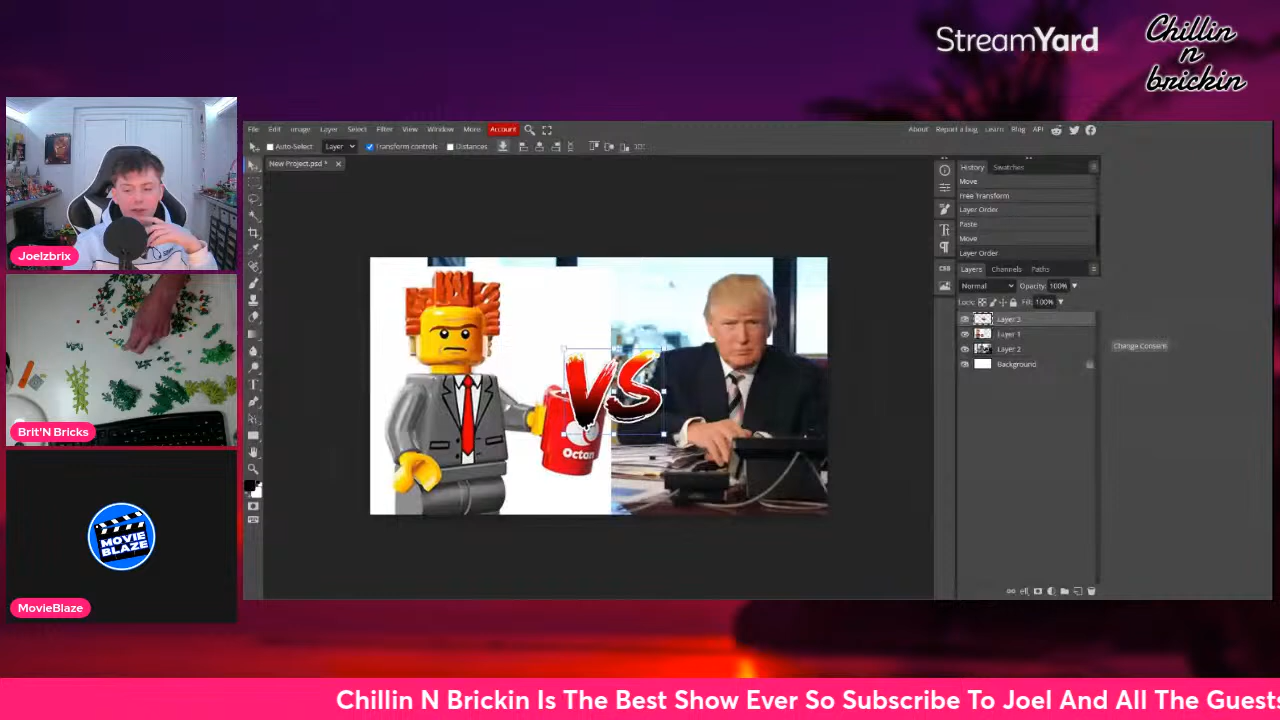 StreamYard
Chillin
n
brickin
File Edit Image Layer Select Filter View Window More Account
About Report a bug Learn Blog API
Auto-Select Layer Transform controls Distances
New Project.psd *
History Swatches
Move
Free Transform
Layer Order
Paste
Move
Layer Order
CSS
Layers Channels Paths
Normal Opacity: 100%
Lock: Fill: 100%
Layer 3
Layer 1
Layer 2
Background
Change Consent
VS
Octan
Joelzbrix
Brit'N Bricks
MOVIE
BLAZE
MovieBlaze
Chillin N Brickin Is The Best Show Ever So Subscribe To Joel And All The Guests